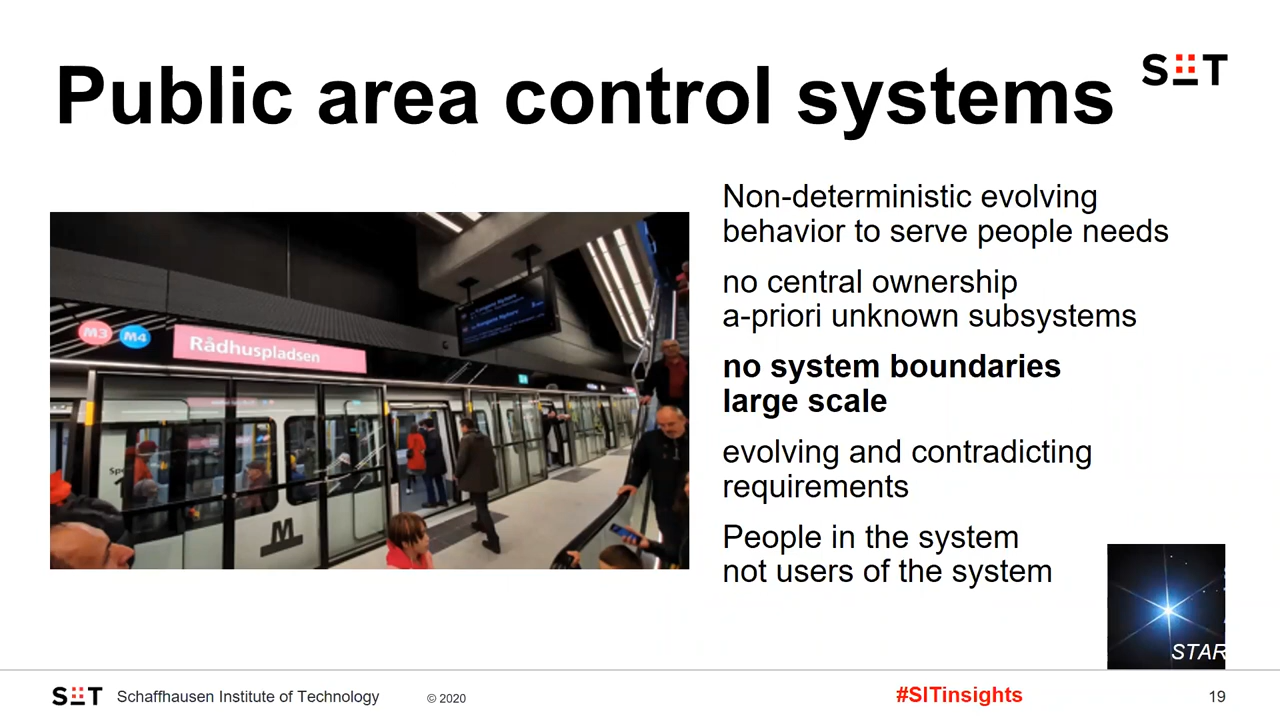 Public area control systems
SIT
Non-deterministic evolving
behavior to serve people needs
no central ownership
a-priori unknown subsystems
no system boundaries
large scale
evolving and contradicting
requirements
People in the system
not users of the system
M3
M4
Rådhuspladsen
M
STAR
SIT
Schaffhausen Institute of Technology
© 2020
#SITinsights
19